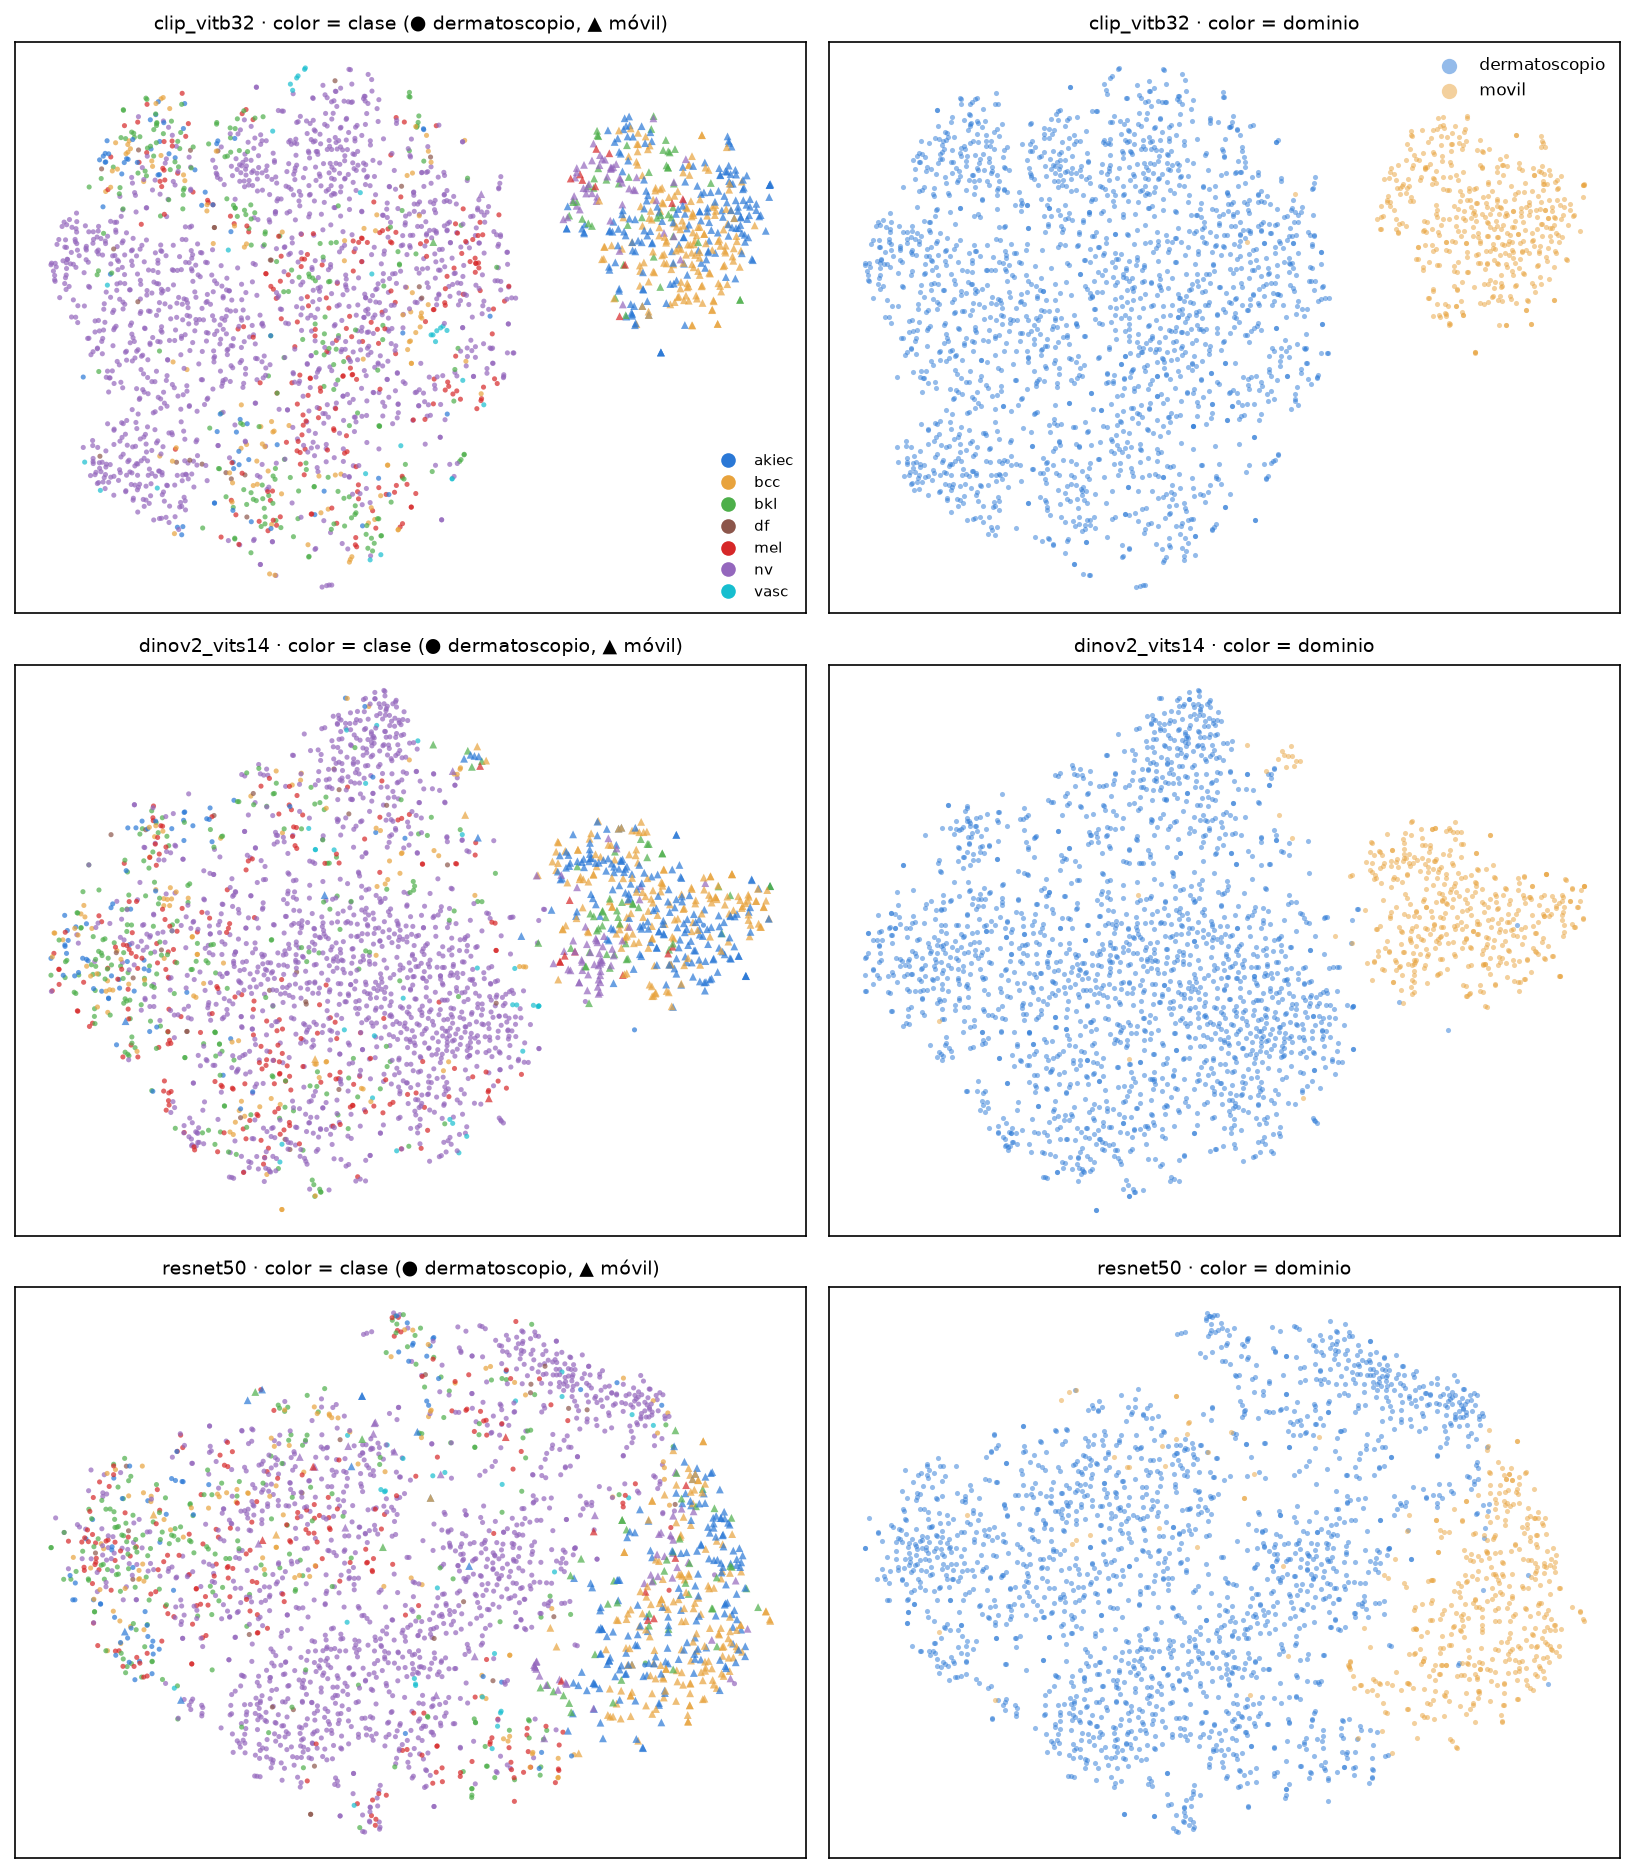 clip_vitb32 · color = clase (● dermatoscopio, ▲ móvil)
clip_vitb32 · color = dominio
dermatoscopio
movil
akiec
bcc
bkl
df
mel
nv
vasc
dinov2_vits14 · color = clase (● dermatoscopio, ▲ móvil)
dinov2_vits14 · color = dominio
resnet50 · color = clase (● dermatoscopio, ▲ móvil)
resnet50 · color = dominio